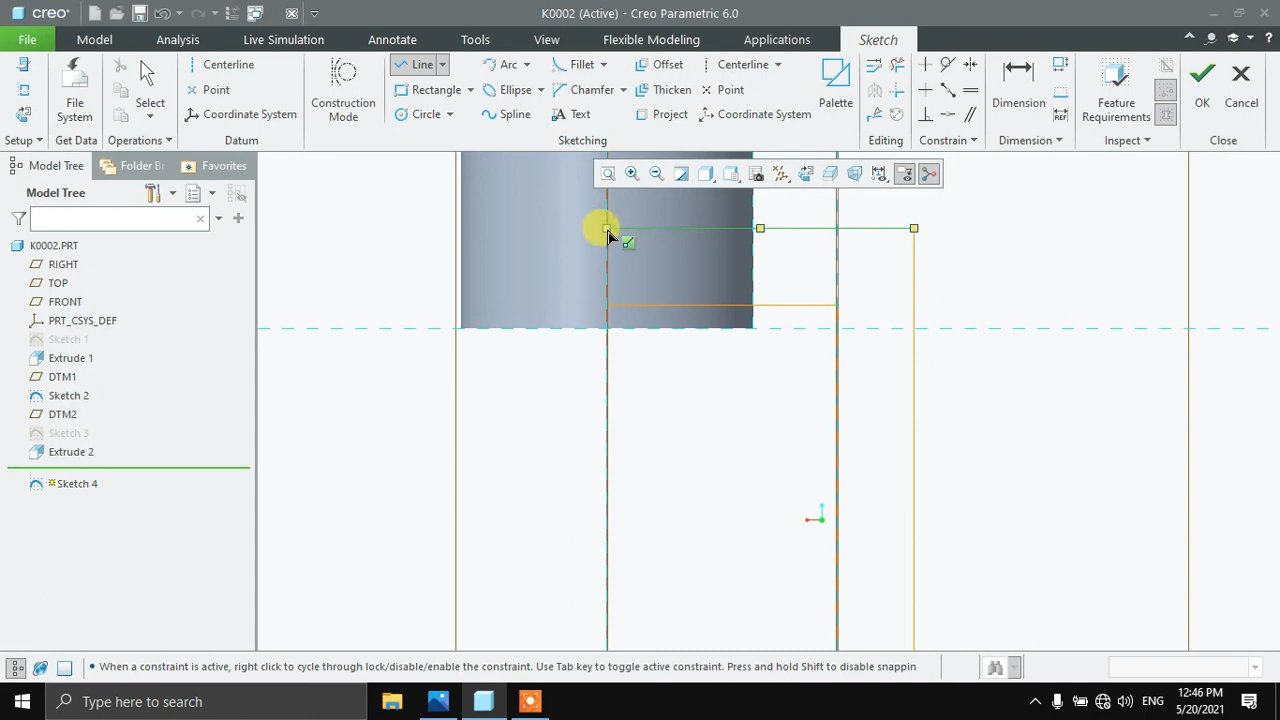 creo°
K0002 (Active) - Creo Parametric 6.0
File
Model
Analysis
Live Simulation
Annotate
Tools
View
Flexible Modeling
Applications
Sketch
File System
Select
Centerline
Point
Coordinate System
Construction Mode
Line
Rectangle
Circle
Arc
Ellipse
Spline
Fillet
Chamfer
Text
Offset
Thicken
Project
Centerline
Point
Coordinate System
Palette
Dimension
Feature Requirements
OK
Cancel
Setup
Get Data
Operations
Datum
Sketching
Editing
Constrain
Dimension
Inspect
Close
Model Tree
Folder B
Favorites
Model Tree
K0002.PRT
RIGHT
TOP
FRONT
PRT_CSYS_DEF
Sketch 1
Extrude 1
DTM1
Sketch 2
DTM2
Sketch 3
Extrude 2
Sketch 4
• When a constraint is active, right click to cycle through lock/disable/enable the constraint. Use Tab key to toggle active constraint. Press and hold Shift to disable snappin
Type here to search
ENG
12:46 PM
5/20/2021